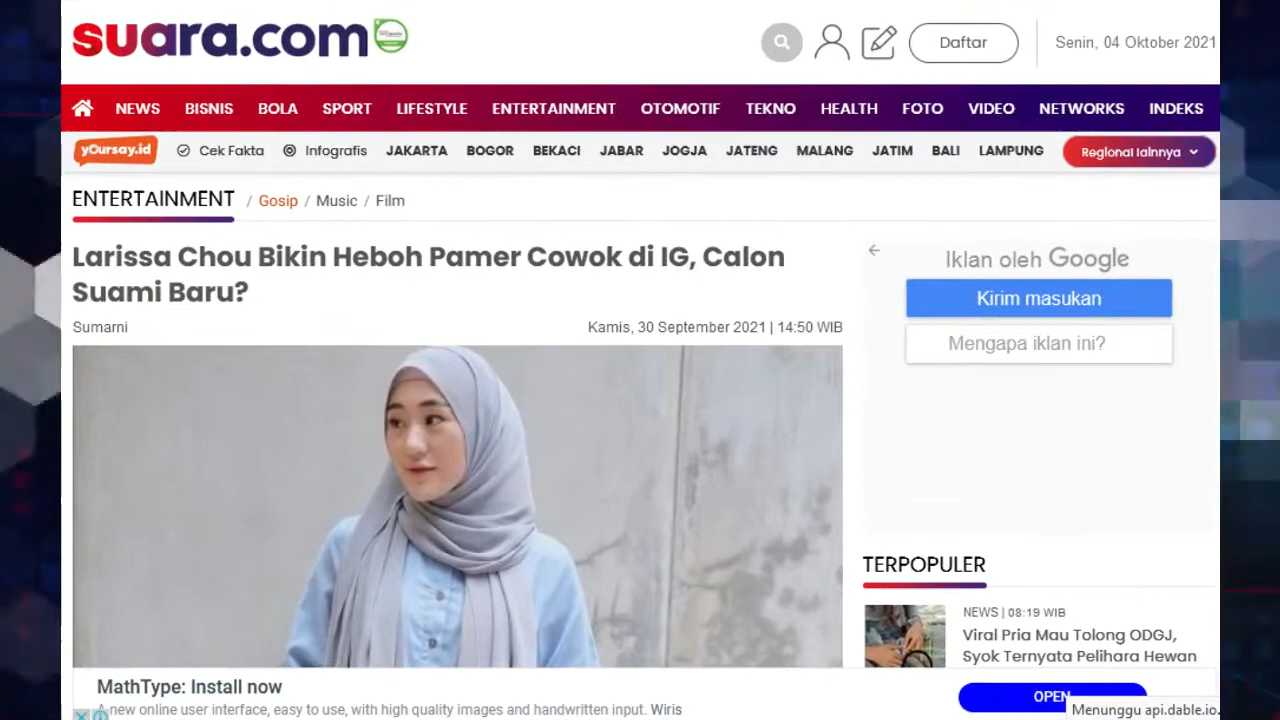 suara.com
Daftar
Senin, 04 Oktober 2021
NEWS BISNIS BOLA SPORT LIFESTYLE ENTERTAINMENT OTOMOTIF TEKNO HEALTH FOTO VIDEO NETWORKS INDEKS
yOursay.id Cek Fakta Infografis JAKARTA BOGOR BEKACI JABAR JOGJA JATENG MALANG JATIM BALI LAMPUNG Regional lainnya
ENTERTAINMENT / Gosip / Music / Film
Larissa Chou Bikin Heboh Pamer Cowok di IG, Calon
Suami Baru?
Sumarni
Kamis, 30 September 2021 | 14:50 WIB
Iklan oleh Google
Kirim masukan
Mengapa iklan ini?
TERPOPULER
NEWS | 08:19 WIB
Viral Pria Mau Tolong ODGJ,
Syok Ternyata Pelihara Hewan
MathType: Install now
A new online user interface, easy to use, with high quality images and handwritten input. Wiris
OPEN
Menunggu api.dable.io.